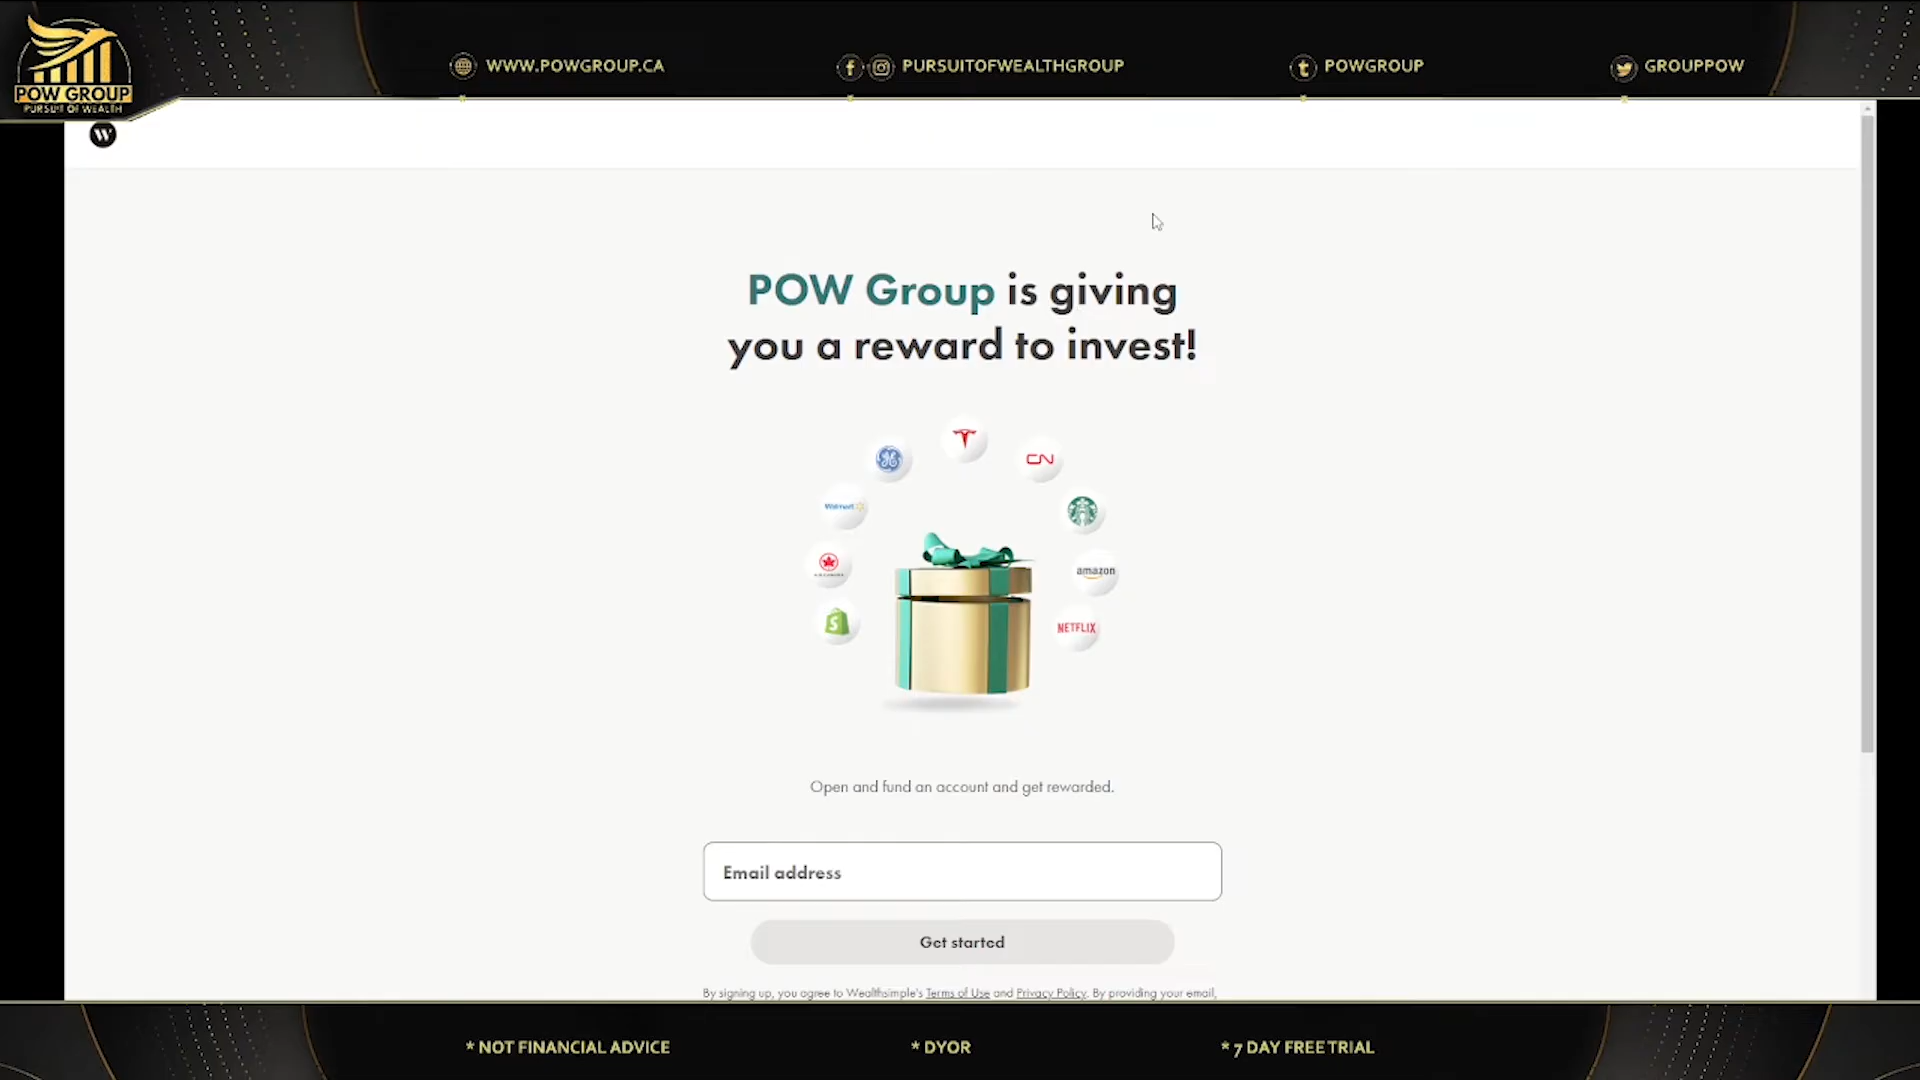 POW GROUP
PURSUIT OF WEALTH
WWW.POWGROUP.CA
PURSUITOFWEALTHGROUP
POWGROUP
GROUPPOW
W
POW Group is giving
you a reward to invest!
CN
Walmart
amazon
NETFLIX
S
Open and fund an account and get rewarded.
Email address
Get started
By signing up, you agree to Wealthsimple's Terms of Use and Privacy Policy. By providing your email,
* NOT FINANCIAL ADVICE
* DYOR
* 7 DAY FREE TRIAL